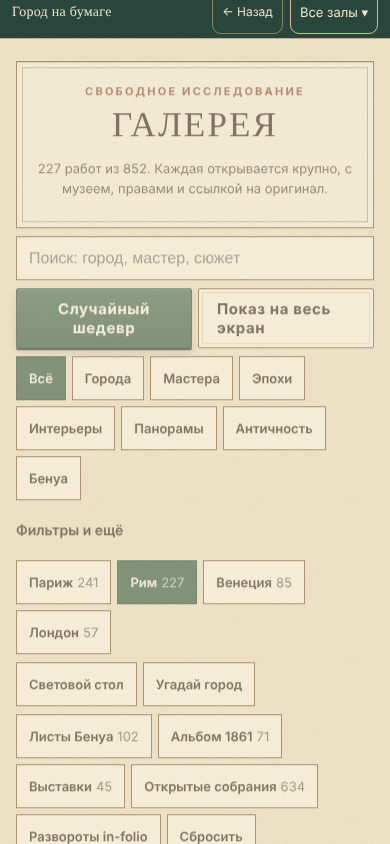 Город на бумаге
← Назад
Все залы ▾
СВОБОДНОЕ ИССЛЕДОВАНИЕ
ГАЛЕРЕЯ
227 работ из 852. Каждая открывается крупно, с
музеем, правами и ссылкой на оригинал.
Поиск: город, мастер, сюжет
Случайный
шедевр
Показ на весь
экран
Всё
Города
Мастера
Эпохи
Интерьеры
Панорамы
Античность
Бенуа
Фильтры и ещё
Париж 241
Рим 227
Венеция 85
Лондон 57
Световой стол
Угадай город
Листы Бенуа 102
Альбом 1861 71
Выставки 45
Открытые собрания 634
Развороты in-folio
Сбросить